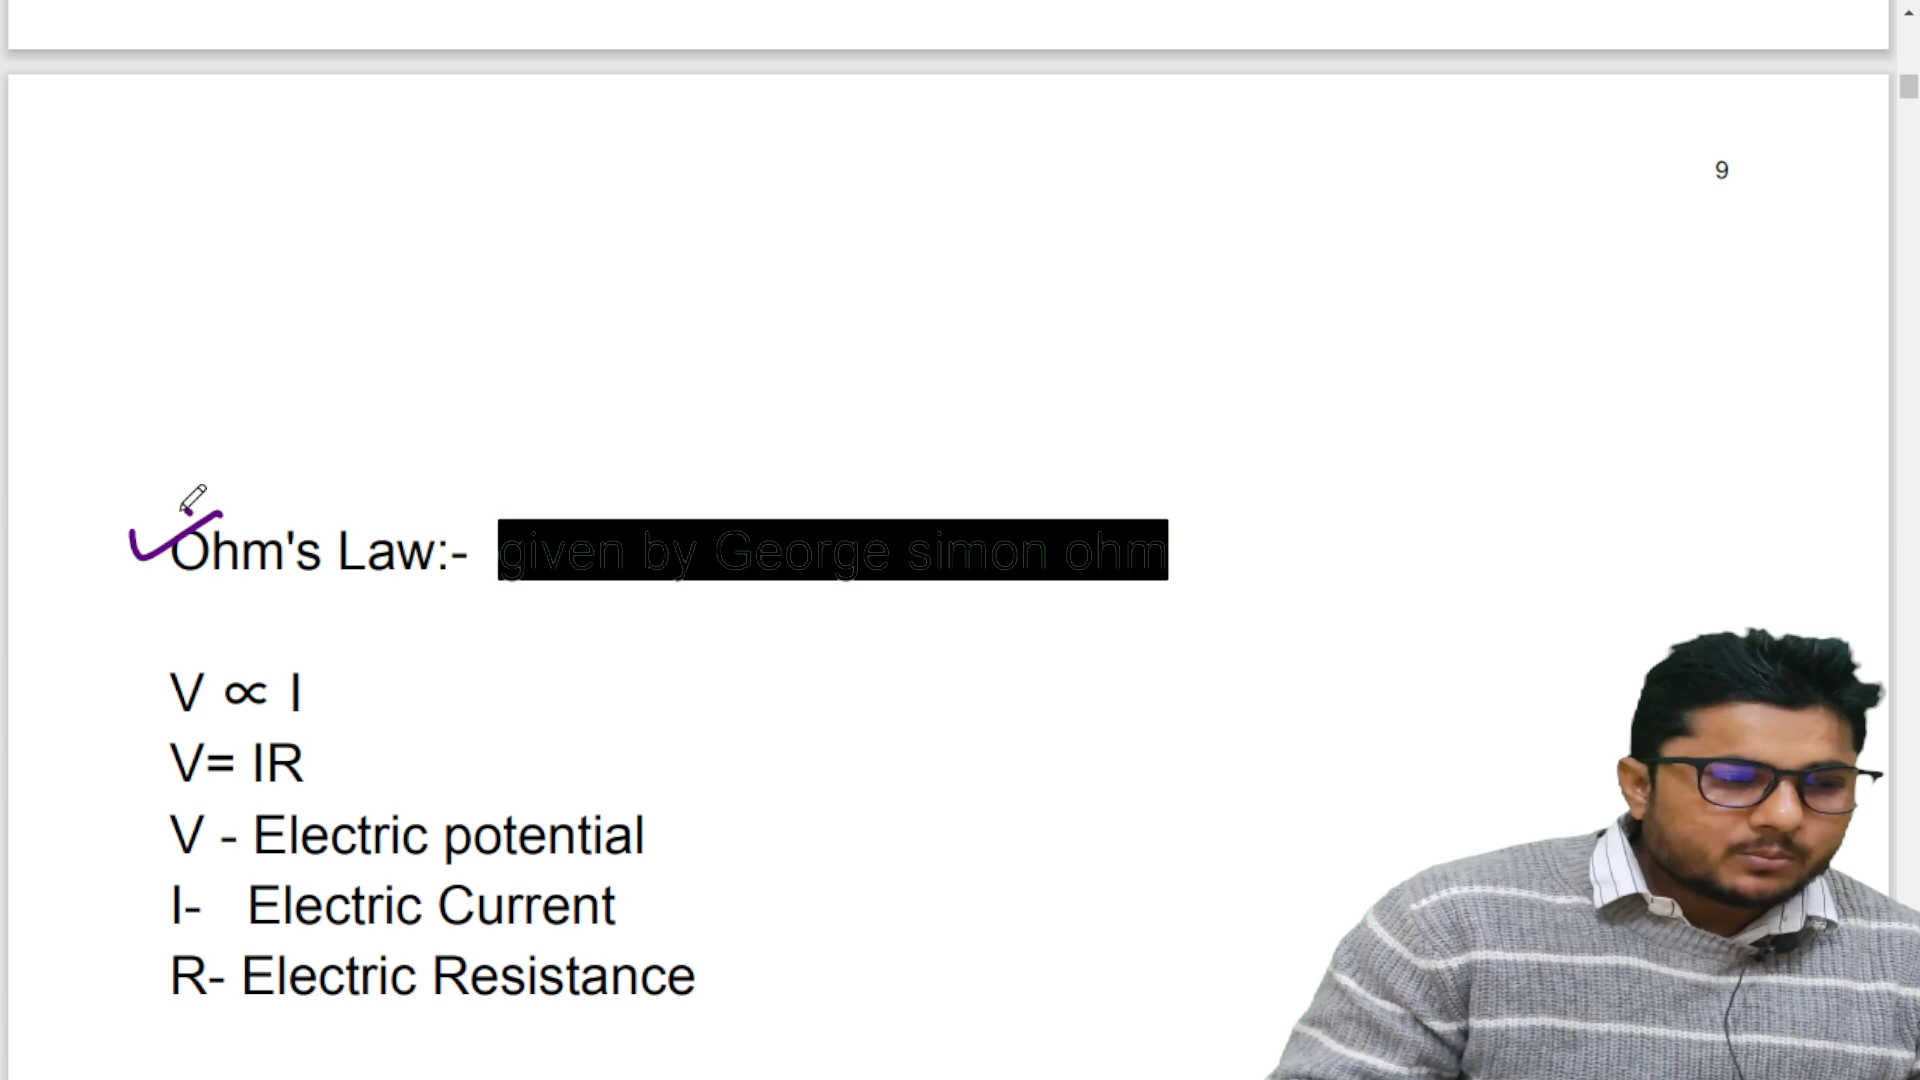 9
Ohm's Law:- given by George simon ohm
V ∝ I
V= IR
V - Electric potential
I- Electric Current
R- Electric Resistance